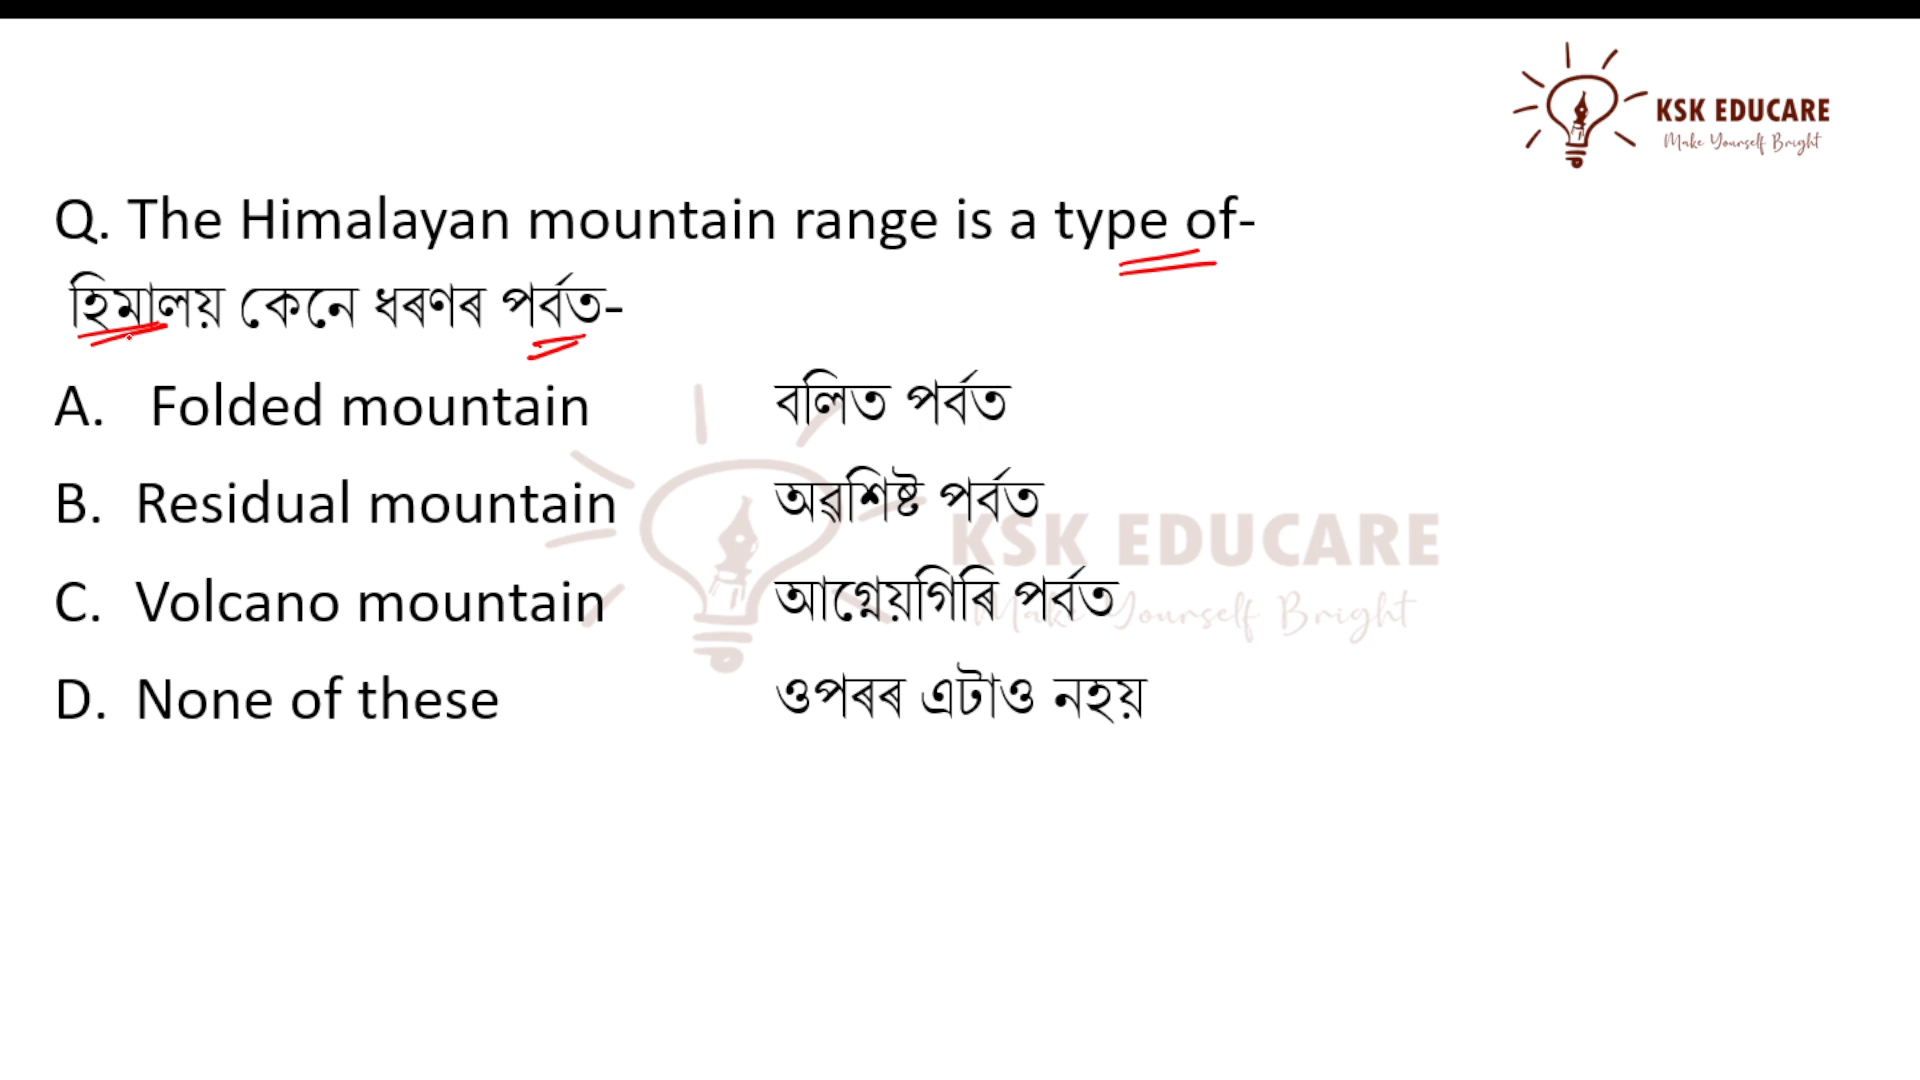 KSK EDUCARE
Make Yourself Bright
Q. The Himalayan mountain range is a type of-
হিমালয় কেনে ধৰণৰ পৰ্বত-
A. Folded mountain বলিত পৰ্বত
B. Residual mountain অৱশিষ্ট পৰ্বত
C. Volcano mountain আগ্নেয়গিৰি পৰ্বত
D. None of these ওপৰৰ এটাও নহয়
KSK EDUCARE
Make Yourself Bright